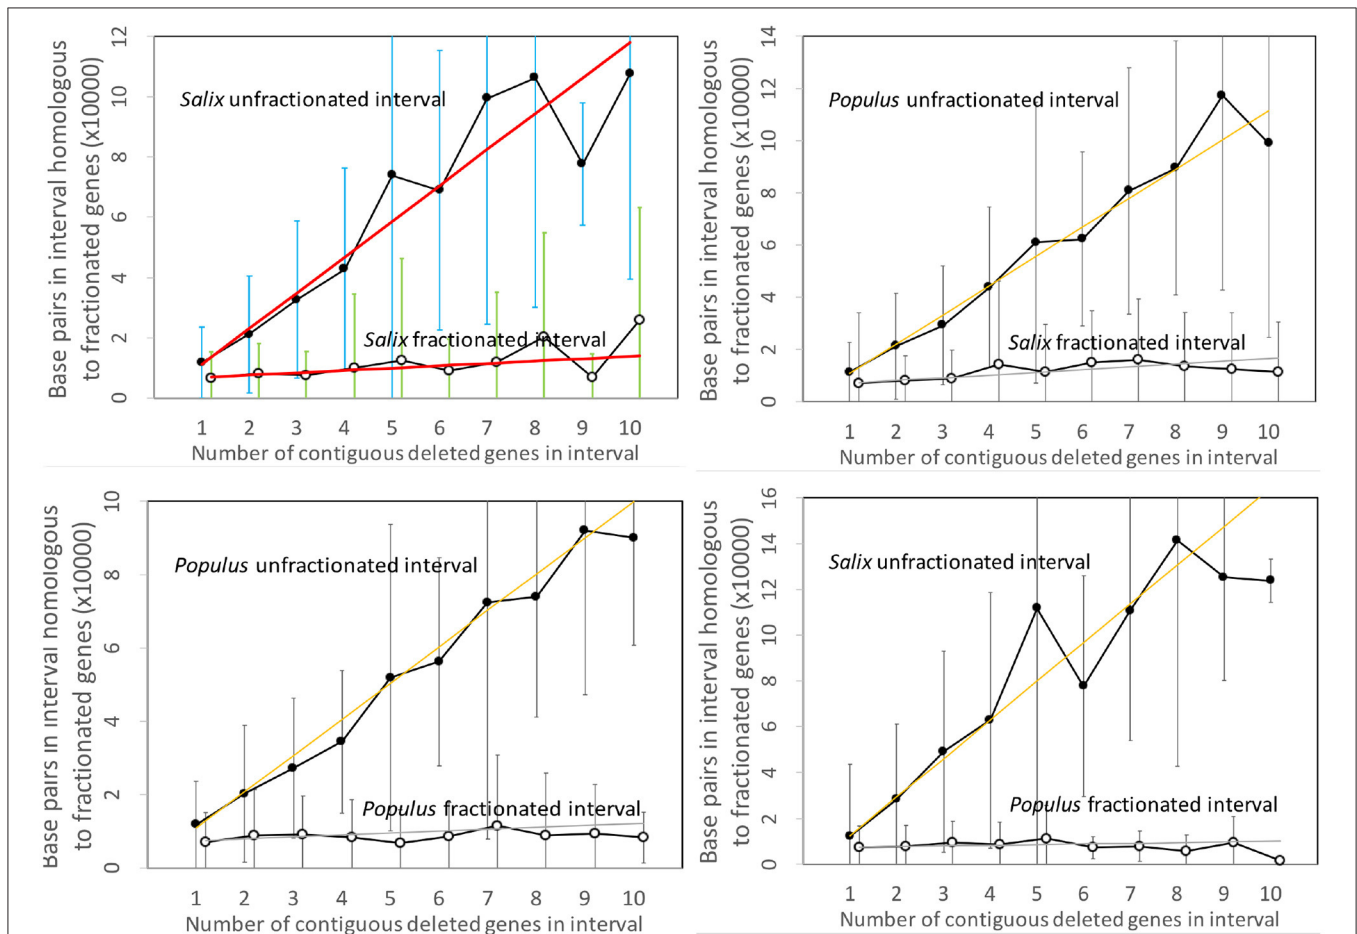 Base pairs in interval homologous
to fractionated genes (x10000)
12
10
8
6
4
2
0
Salix unfractionated interval
Salix fractionated interval
1 2 3 4 5 6 7 8 9 10
Number of contiguous deleted genes in interval
Base pairs in interval homologous
to fractionated genes (x10000)
14
12
10
8
6
4
2
0
Populus unfractionated interval
Salix fractionated interval
1 2 3 4 5 6 7 8 9 10
Number of contiguous deleted genes in interval
Base pairs in interval homologous
to fractionated genes (x10000)
10
8
6
4
2
0
Populus unfractionated interval
Populus fractionated interval
1 2 3 4 5 6 7 8 9 10
Number of contiguous deleted genes in interval
Base pairs in interval homologous
to fractionated genes (x10000)
16
14
12
10
8
6
4
2
0
Salix unfractionated interval
Populus fractionated interval
1 2 3 4 5 6 7 8 9 10
Number of contiguous deleted genes in interval